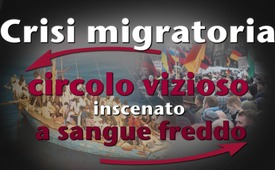 Crisi migratoria
circolo vizioso
inscenato
a sangue freddo